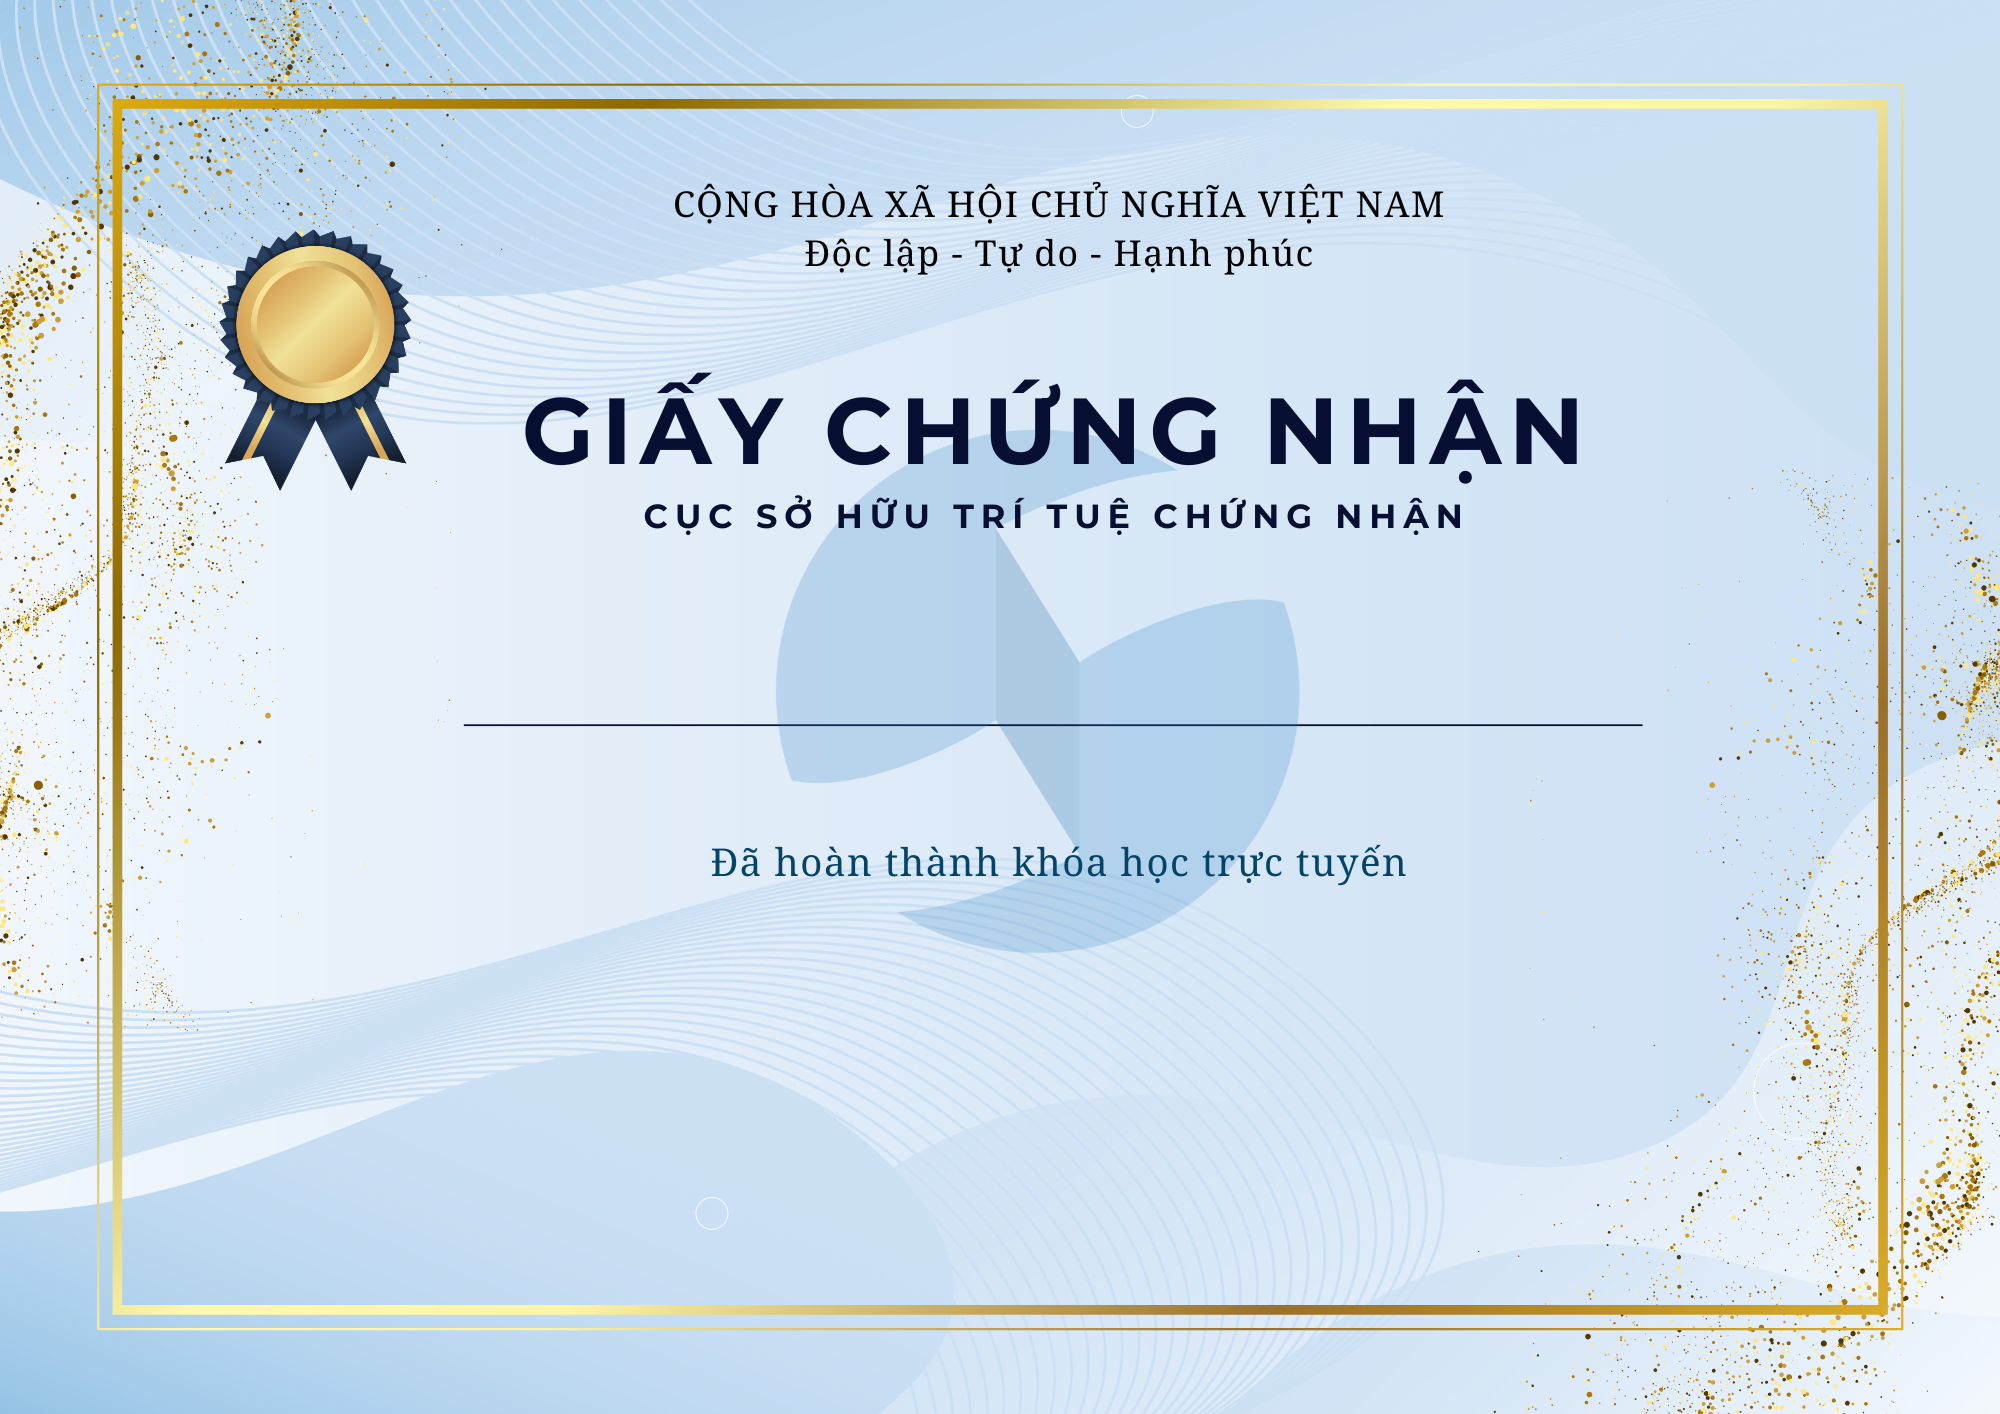 CỘNG HÒA XÃ HỘI CHỦ NGHĨA VIỆT NAM
Độc lập - Tự do - Hạnh phúc
GIẤY CHỨNG NHẬN
CỤC SỞ HỮU TRÍ TUỆ CHỨNG NHẬN
Đã hoàn thành khóa học trực tuyến